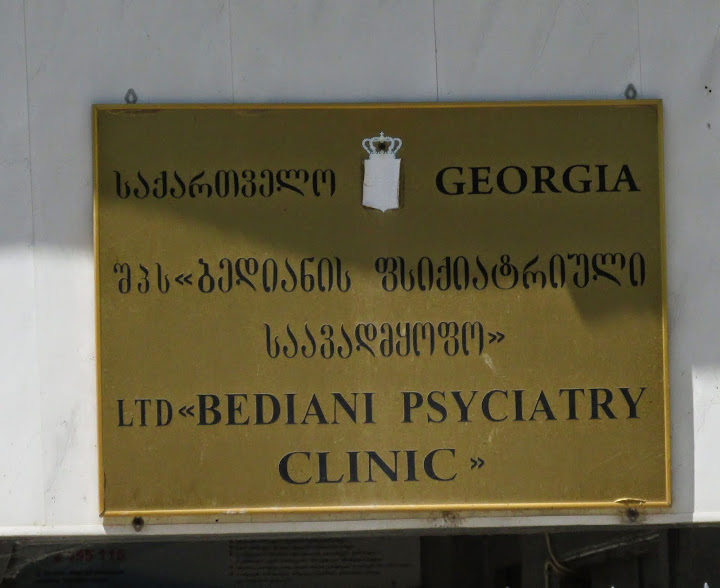 საქართველო GEORGIA
შპს «ბედიანის ფსიქიატრიული
საავადმყოფო»
LTD «BEDIANI PSYCIATRY
CLINIC»